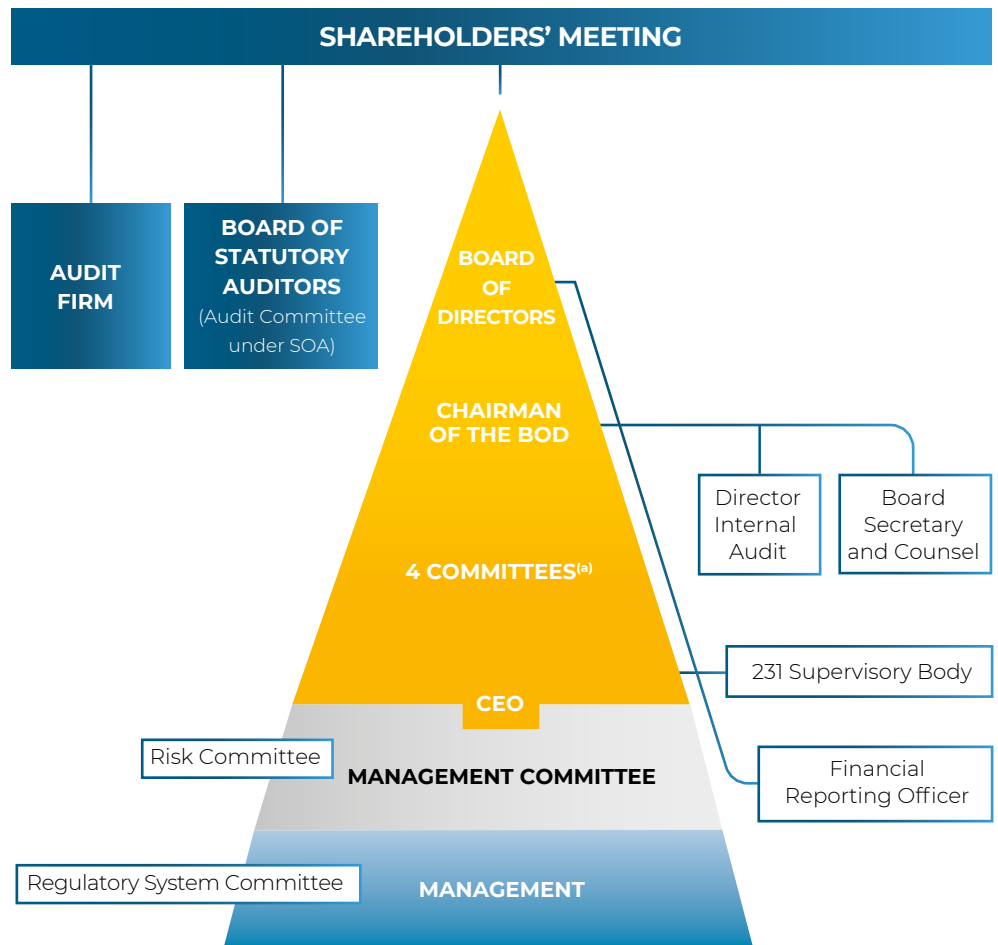 SHAREHOLDERS’ MEETING
AUDIT
FIRM
BOARD OF
STATUTORY
AUDITORS
(Audit Committee
under SOA)
BOARD
OF
DIRECTORS
CHAIRMAN
OF THE BOD
Director
Internal
Audit
Board
Secretary
and Counsel
4 COMMITTEES(a)
231 Supervisory Body
CEO
Risk Committee
MANAGEMENT COMMITTEE
Financial
Reporting Officer
Regulatory System Committee
MANAGEMENT